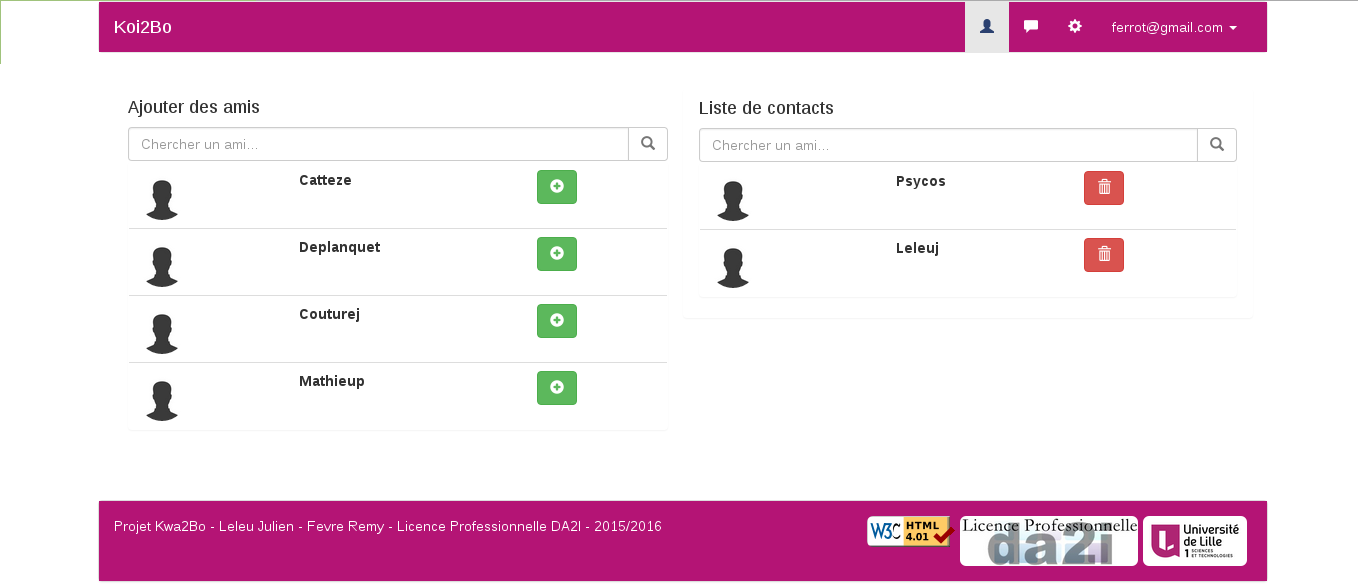 Koi2Bo
ferrot@gmail.com
Ajouter des amis
Chercher un ami...
Catteze
Deplanquet
Couturej
Mathieup
Liste de contacts
Chercher un ami...
Psycos
Leleuj
Projet Kwa2Bo - Leleu Julien - Fevre Remy - Licence Professionnelle DA2I - 2015/2016
W3C HTML 4.01
Licence Professionnelle
da2i
Université
de Lille
1 SCIENCES
ET TECHNOLOGIES